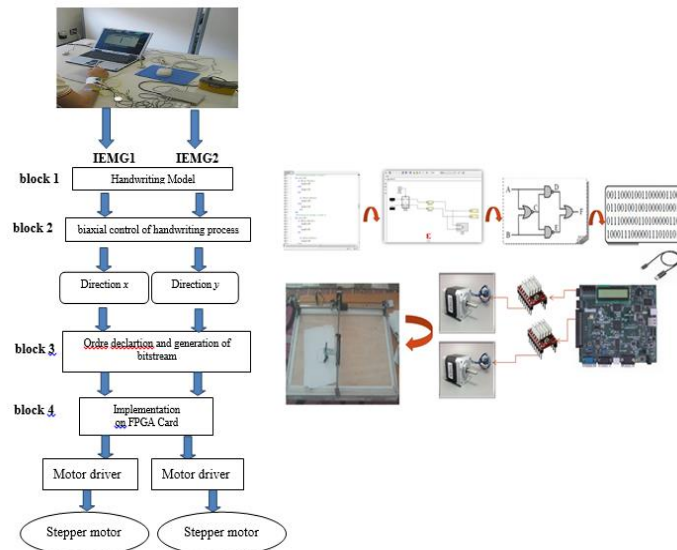 IEMG1 IEMG2
block 1
Handwriting Model
block 2
biaxial control of handwriting process
Direction x
Direction y
block 3
Ordre declartion and generation of
bitstream
block 4
Implementation
on FPGA Card
Motor driver
Motor driver
Stepper motor
Stepper motor
A
B
C
D
E
F